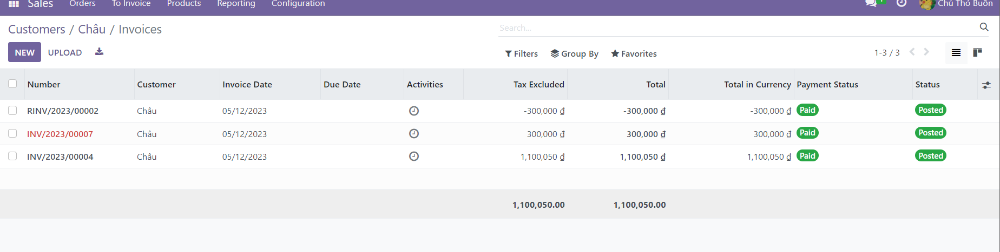 Sales Orders To Invoice Products Reporting Configuration Chú Thỏ Buồn
Customers / Châu / Invoices
Search...
NEW UPLOAD
Filters Group By Favorites 1-3 / 3
Number Customer Invoice Date Due Date Activities Tax Excluded Total Total in Currency Payment Status Status
RINV/2023/00002 Châu 05/12/2023 -300,000 ₫ -300,000 ₫ -300,000 ₫ Paid Posted
INV/2023/00007 Châu 05/12/2023 300,000 ₫ 300,000 ₫ 300,000 ₫ Paid Posted
INV/2023/00004 Châu 05/12/2023 1,100,050 ₫ 1,100,050 ₫ 1,100,050 ₫ Paid Posted
1,100,050.00 1,100,050.00